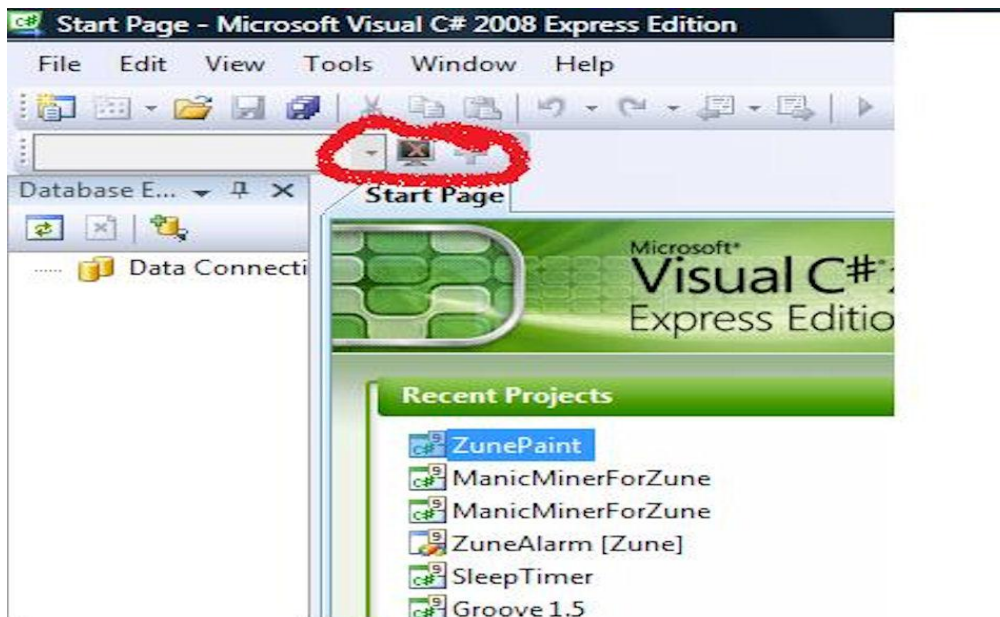 Start Page - Microsoft Visual C# 2008 Express Edition
File Edit View Tools Window Help
Database E...
Start Page
Data Connecti
Microsoft
Visual C#
Express Editio
Recent Projects
ZunePaint
ManicMinerForZune
ManicMinerForZune
ZuneAlarm [Zune]
SleepTimer
Groove 1.5